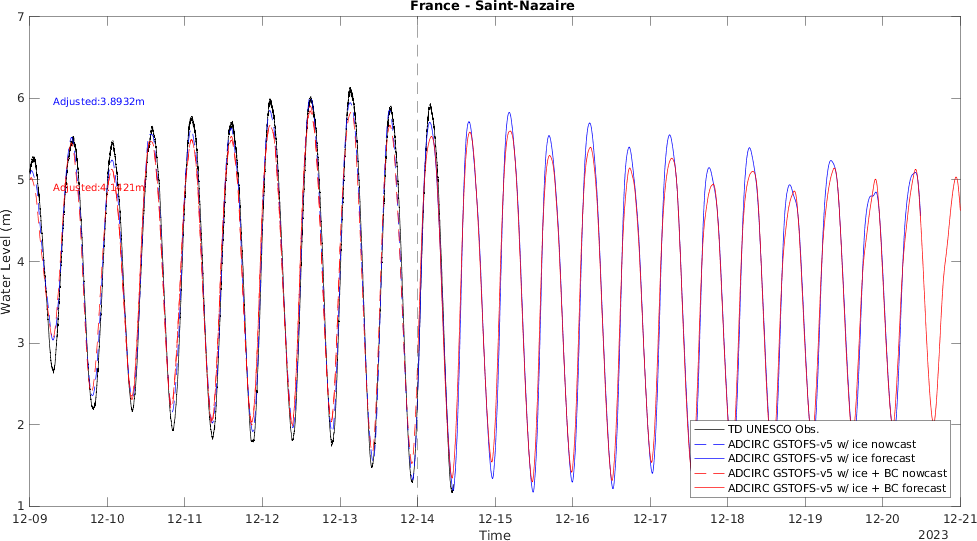 France - Saint-Nazaire
7
6
5
4
3
2
1
Water Level (m)
Adjusted:3.8932m
Adjusted:4.1421m
TD UNESCO Obs.
ADCIRC GSTOFS-v5 w/ ice nowcast
ADCIRC GSTOFS-v5 w/ ice forecast
ADCIRC GSTOFS-v5 w/ ice + BC nowcast
ADCIRC GSTOFS-v5 w/ ice + BC forecast
12-09 12-10 12-11 12-12 12-13 12-14 12-15 12-16 12-17 12-18 12-19 12-20 12-21
Time
2023